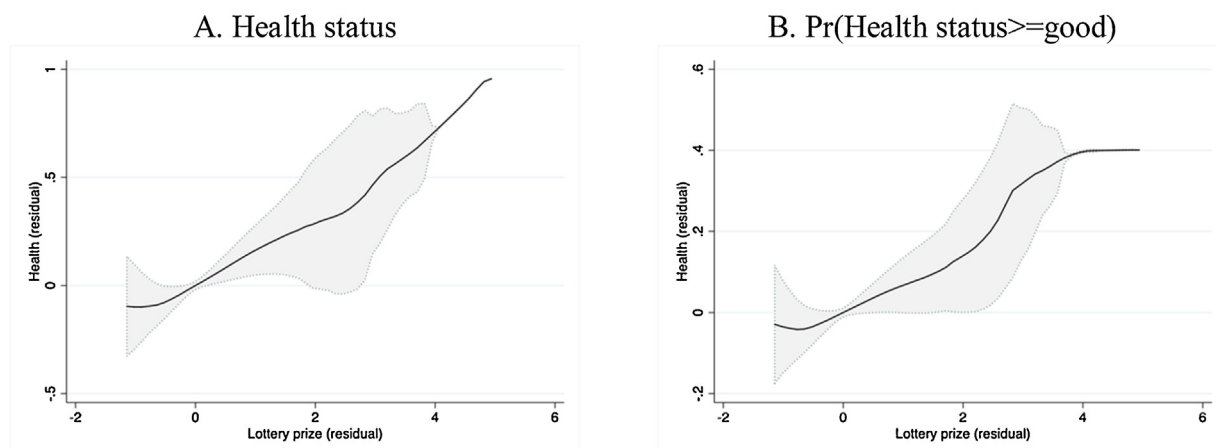 A. Health status
1
.5
0
-.5
Health (residual)
-2 0 2 4 6
Lottery prize (residual)
B. Pr(Health status>=good)
.6
.4
.2
0
-.2
Health (residual)
-2 0 2 4 6
Lottery prize (residual)